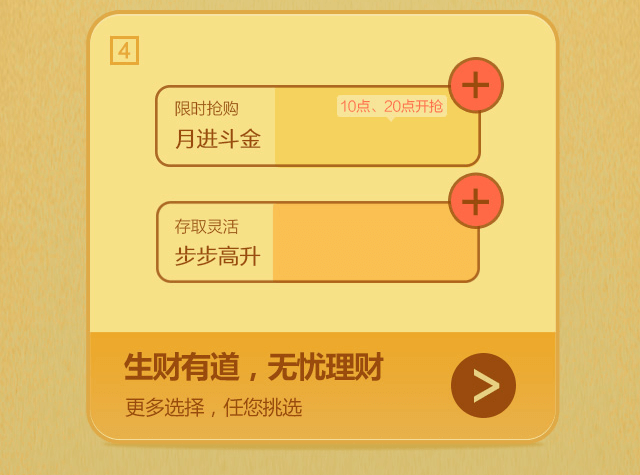 4
限时抢购
10点、20点开抢
月进斗金
存取灵活
步步高升
生财有道，无忧理财
更多选择，任您挑选